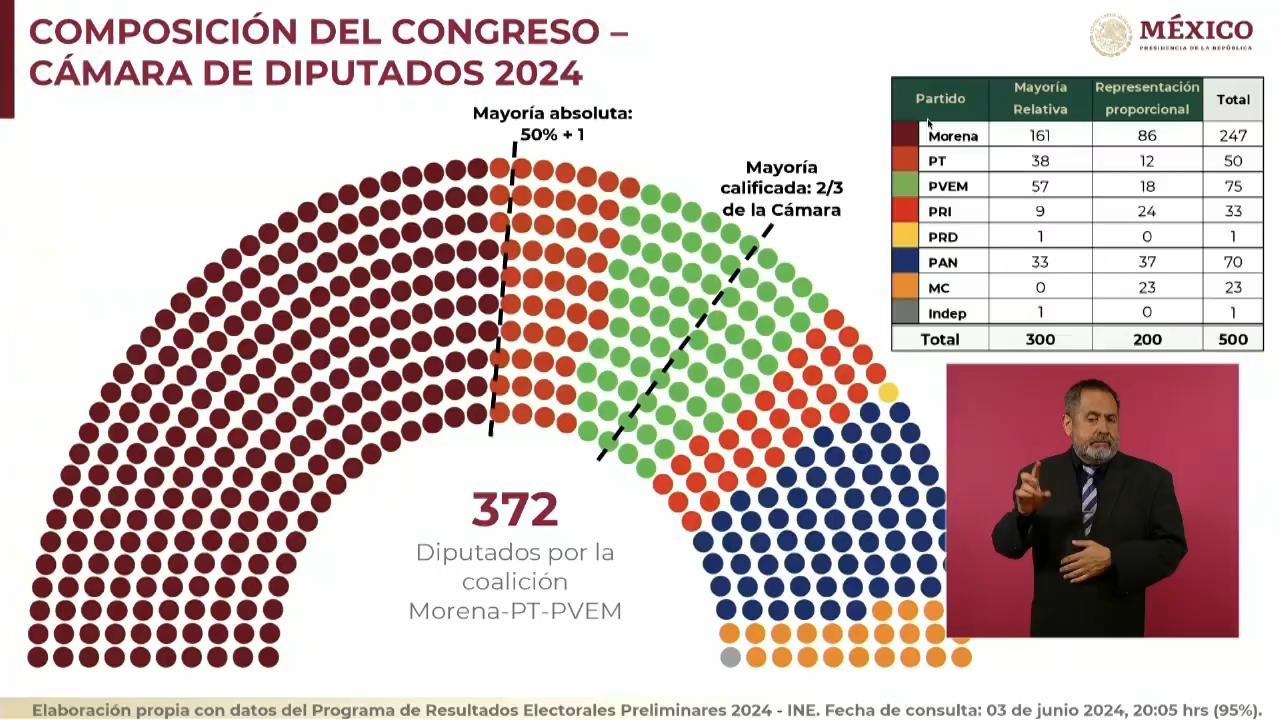 COMPOSICIÓN DEL CONGRESO –
CÁMARA DE DIPUTADOS 2024
MÉXICO
PRESIDENCIA DE LA REPÚBLICA
Mayoría absoluta:
50% + 1
Mayoría
calificada: 2/3
de la Cámara
Partido Mayoría Relativa Representación proporcional Total
Morena 161 86 247
PT 38 12 50
PVEM 57 18 75
PRI 9 24 33
PRD 1 0 1
PAN 33 37 70
MC 0 23 23
Indep 1 0 1
Total 300 200 500
372
Diputados por la
coalición
Morena-PT-PVEM
Elaboración propia con datos del Programa de Resultados Electorales Preliminares 2024 - INE. Fecha de consulta: 03 de junio 2024, 20:05 hrs (95%).